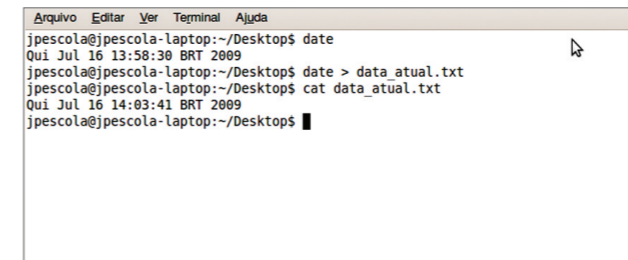 Arquivo Editar Ver Terminal Ajuda
jpescola@jpescola-laptop:~/Desktop$ date
Qui Jul 16 13:58:30 BRT 2009
jpescola@jpescola-laptop:~/Desktop$ date > data_atual.txt
jpescola@jpescola-laptop:~/Desktop$ cat data_atual.txt
Qui Jul 16 14:03:41 BRT 2009
jpescola@jpescola-laptop:~/Desktop$